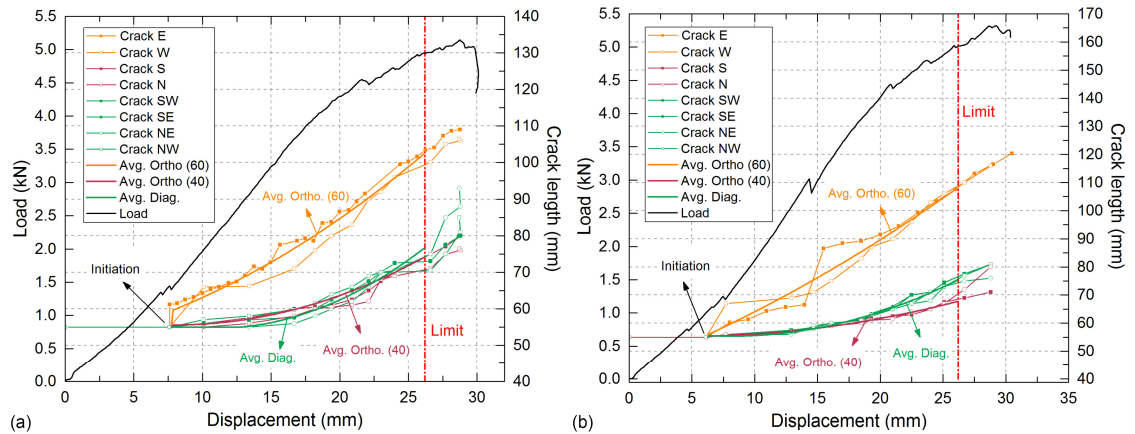 5.5
5.0
4.5
4.0
3.5
3.0
2.5
2.0
1.5
1.0
0.5
0.0
Load (kN)
Crack E
Crack W
Crack S
Crack N
Crack SW
Crack SE
Crack NE
Crack NW
Avg. Ortho (60)
Avg. Ortho (40)
Avg. Diag.
Load
Initiation
Avg. Ortho. (60)
Avg. Diag.
Avg. Ortho. (40)
Limit
140
130
120
110
100
90
80
70
60
50
40
Crack length (mm)
0 5 10 15 20 25 30 35
Displacement (mm)
(a)
5.5
5.0
4.5
4.0
3.5
3.0
2.5
2.0
1.5
1.0
0.5
0.0
Load (kN)
Crack E
Crack W
Crack S
Crack N
Crack SW
Crack SE
Crack NE
Crack NW
Avg. Ortho (60)
Avg. Ortho (40)
Avg. Diag.
Load
Initiation
Avg. Ortho. (60)
Avg. Ortho. (40)
Avg. Diag.
Limit
170
160
150
140
130
120
110
100
90
80
70
60
50
40
Crack length (mm)
0 5 10 15 20 25 30 35
Displacement (mm)
(b)